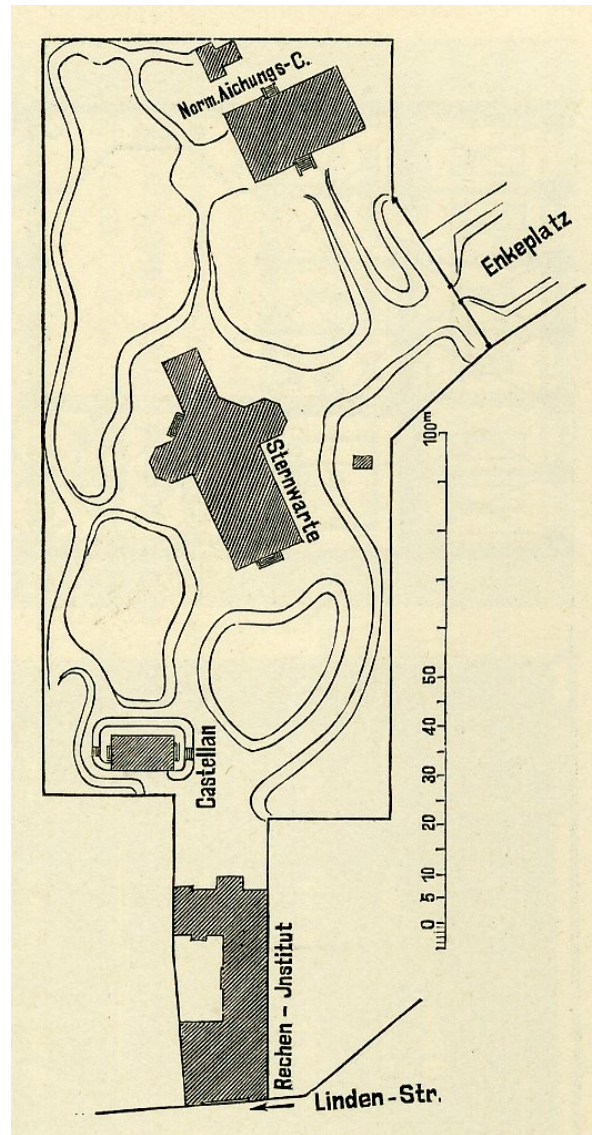 Norm. Aichungs-C.
Enkeplatz
Sternwarte
100m
50
40
30
20
10
5
0
Castellan
Rechen - Jnstitut
Linden - Str.